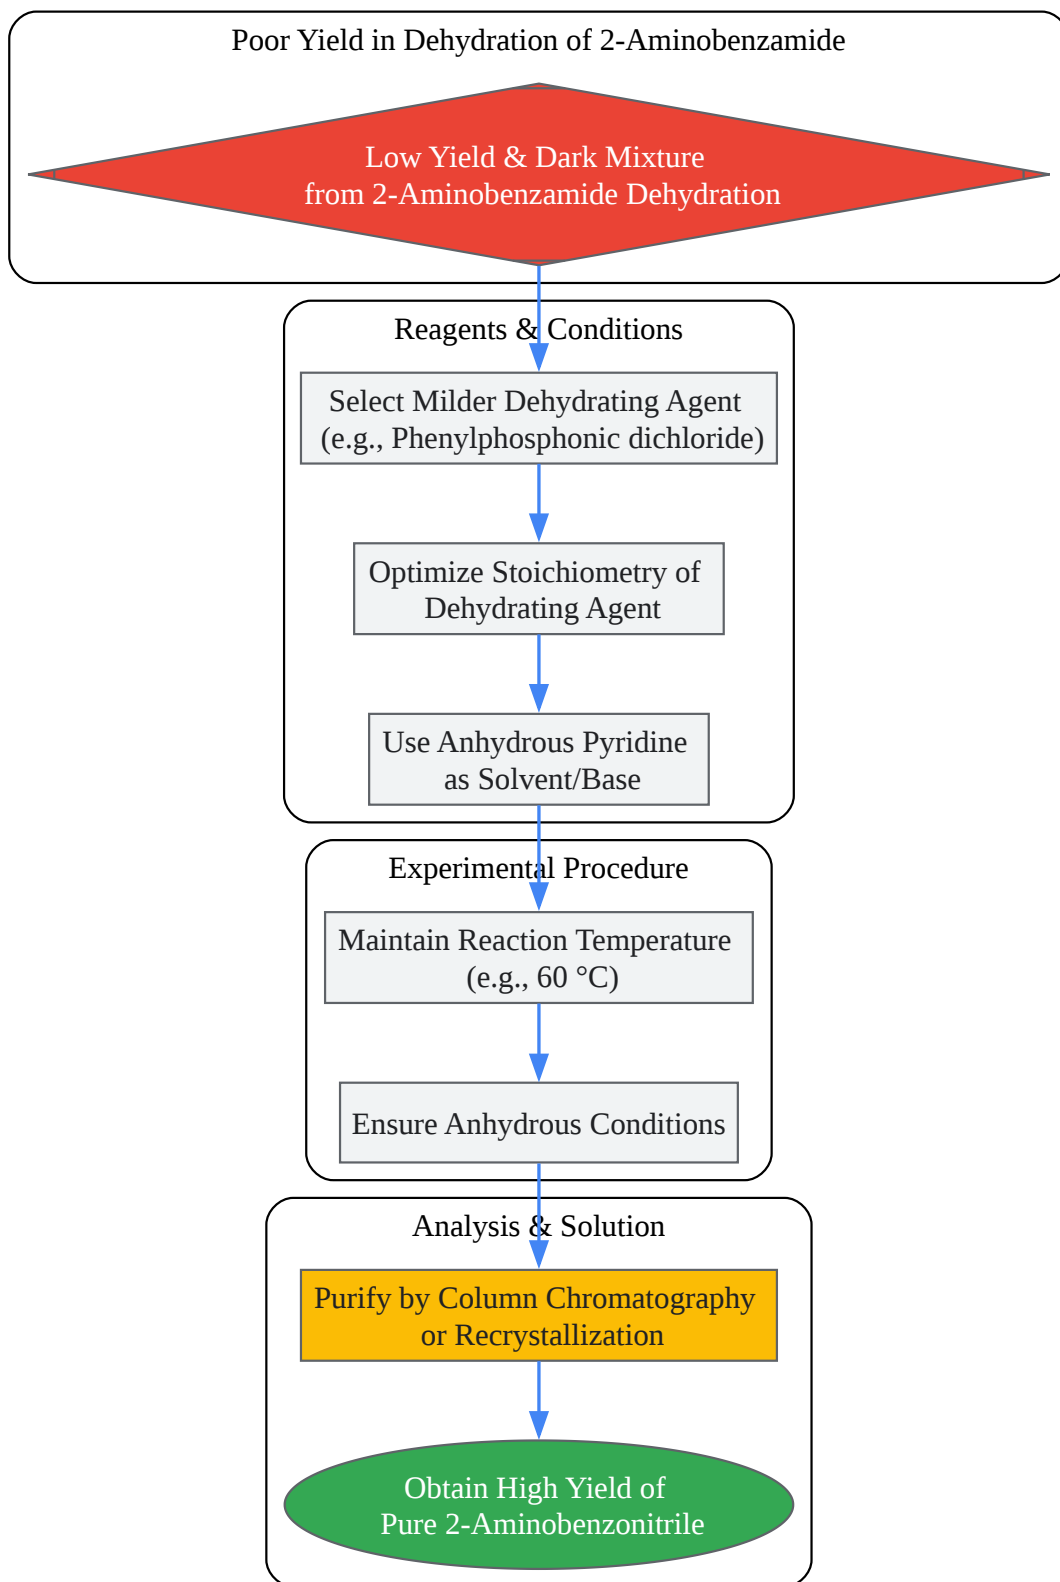 Poor Yield in Dehydration of 2-Aminobenzamide
Low Yield & Dark Mixture
from 2-Aminobenzamide Dehydration
Reagents & Conditions
Select Milder Dehydrating Agent
(e.g., Phenylphosphonic dichloride)
Optimize Stoichiometry of
Dehydrating Agent
Use Anhydrous Pyridine
as Solvent/Base
Experimental Procedure
Maintain Reaction Temperature
(e.g., 60 °C)
Ensure Anhydrous Conditions
Analysis & Solution
Purify by Column Chromatography
or Recrystallization
Obtain High Yield of
Pure 2-Aminobenzonitrile